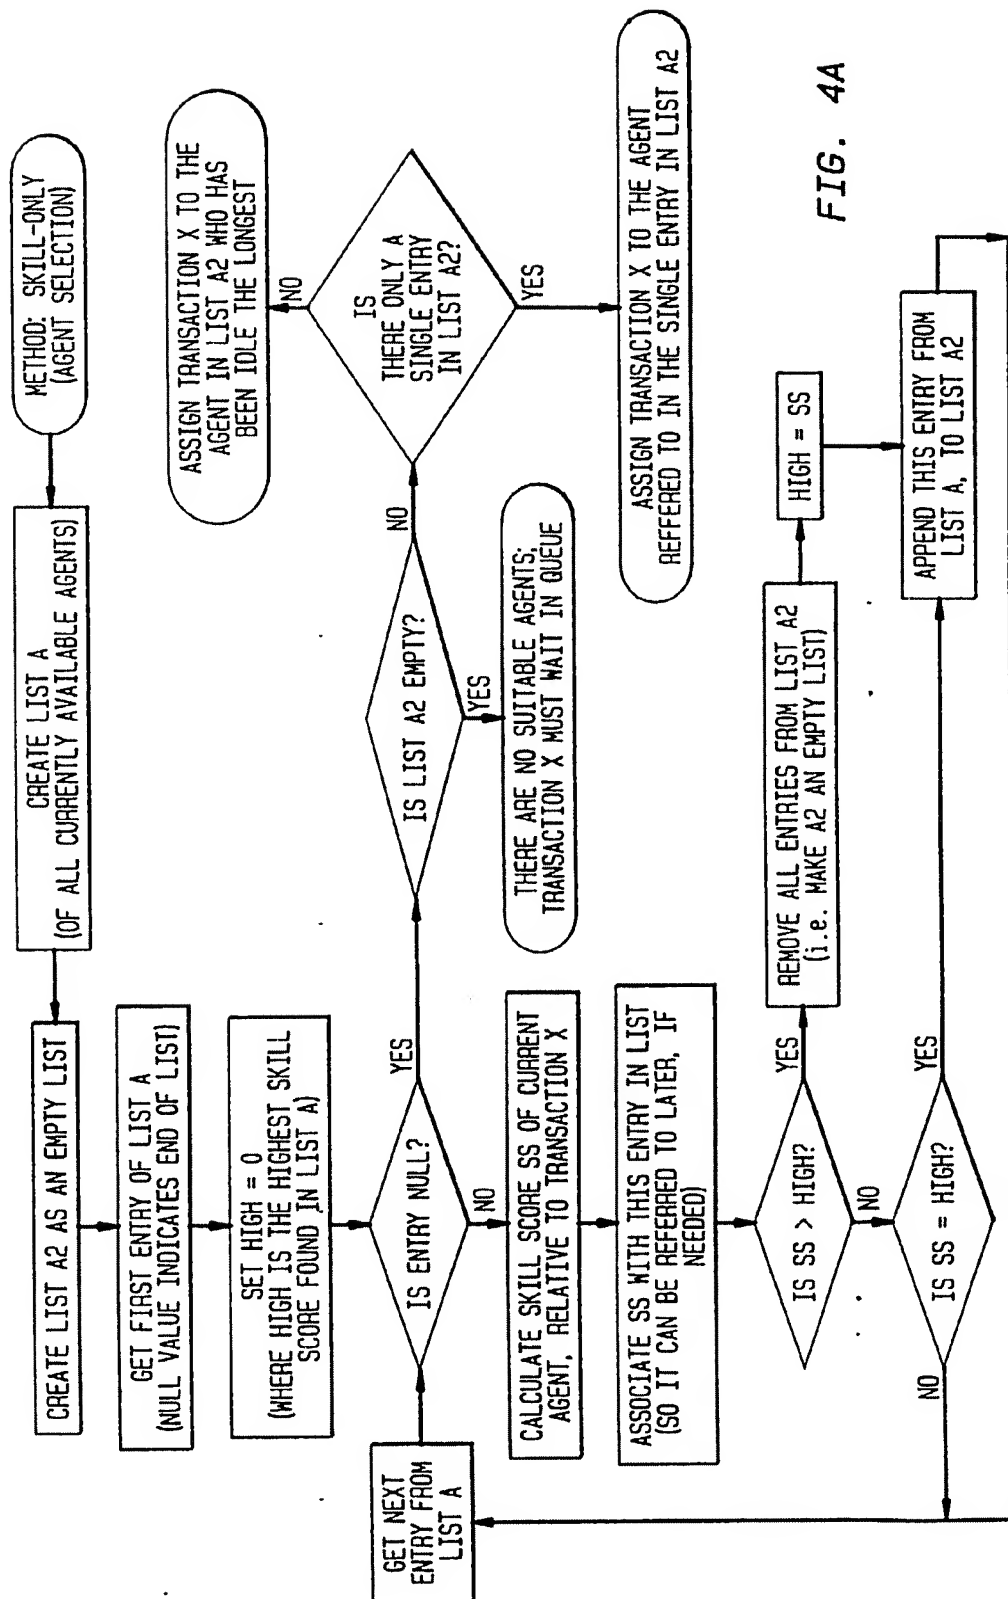 METHOD: SKILL-ONLY
(AGENT SELECTION)
CREATE LIST A
(OF ALL CURRENTLY AVAILABLE AGENTS)
CREATE LIST A2 AS AN EMPTY LIST
GET FIRST ENTRY OF LIST A
(NULL VALUE INDICATES END OF LIST)
SET HIGH = 0
(WHERE HIGH IS THE HIGHEST SKILL
SCORE FOUND IN LIST A)
GET NEXT
ENTRY FROM
LIST A
IS ENTRY NULL?
YES
NO
IS LIST A2 EMPTY?
NO
YES
THERE ARE NO SUITABLE AGENTS;
TRANSACTION X MUST WAIT IN QUEUE
IS
THERE ONLY A
SINGLE ENTRY
IN LIST A2?
NO
YES
ASSIGN TRANSACTION X TO THE
AGENT IN LIST A2 WHO HAS
BEEN IDLE THE LONGEST
ASSIGN TRANSACTION X TO THE AGENT
REFFERED TO IN THE SINGLE ENTRY IN LIST A2
CALCULATE SKILL SCORE SS OF CURRENT
AGENT, RELATIVE TO TRANSACTION X
ASSOCIATE SS WITH THIS ENTRY IN LIST
(SO IT CAN BE REFERRED TO LATER, IF
NEEDED)
IS SS > HIGH?
YES
NO
REMOVE ALL ENTRIES FROM LIST A2
(i.e. MAKE A2 AN EMPTY LIST)
HIGH = SS
IS SS = HIGH?
YES
NO
APPEND THIS ENTRY FROM
LIST A, TO LIST A2
FIG. 4A